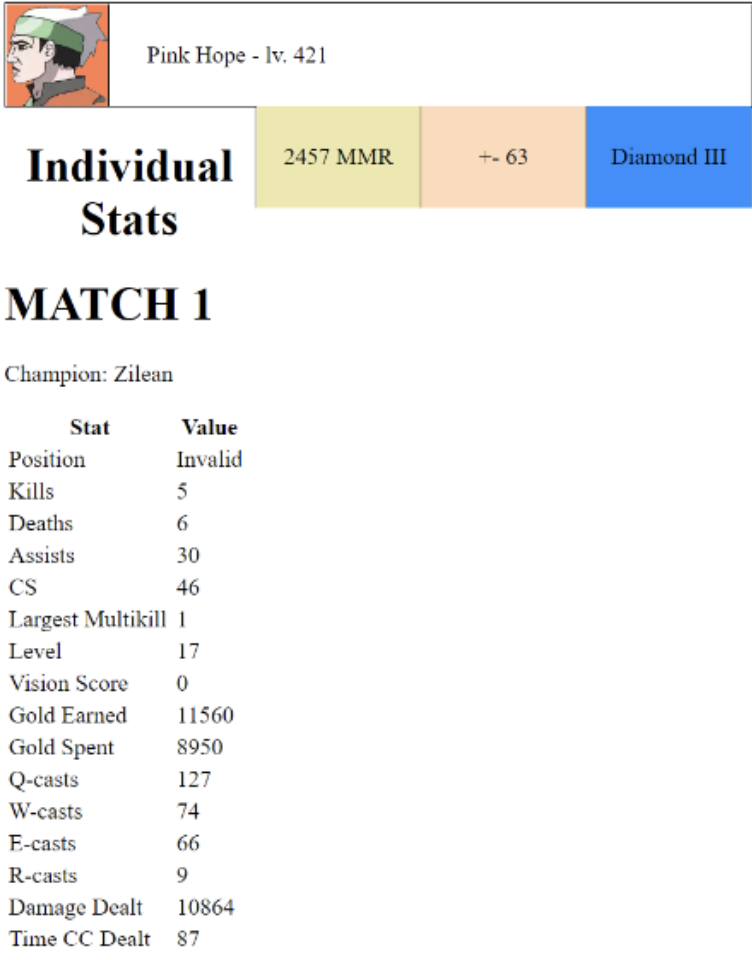 Pink Hope - lv. 421
Individual
Stats
2457 MMR
+- 63
Diamond III
MATCH 1
Champion: Zilean
Stat Value
Position Invalid
Kills 5
Deaths 6
Assists 30
CS 46
Largest Multikill 1
Level 17
Vision Score 0
Gold Earned 11560
Gold Spent 8950
Q-casts 127
W-casts 74
E-casts 66
R-casts 9
Damage Dealt 10864
Time CC Dealt 87